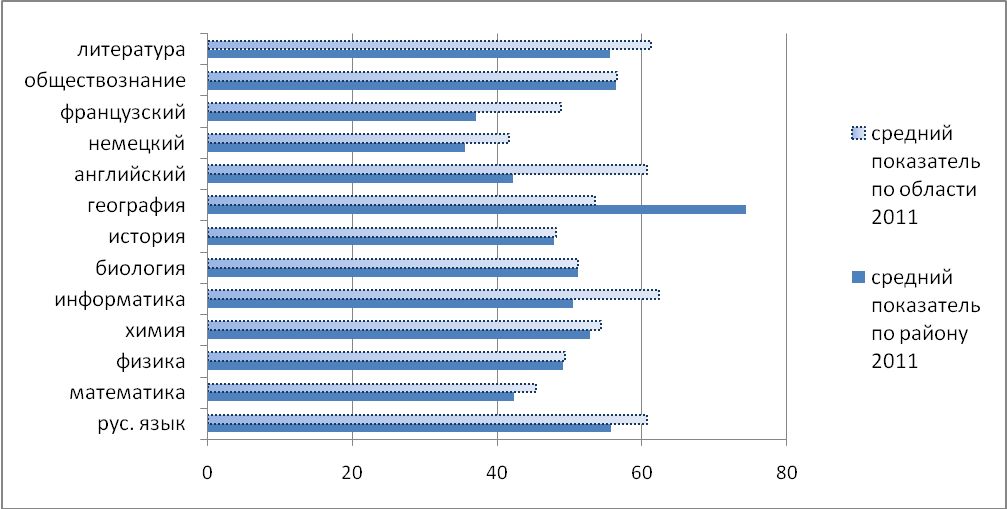 литература
обществознание
французский
немецкий
английский
география
история
биология
информатика
химия
физика
математика
рус. язык
0 20 40 60 80
средний
показатель
по области
2011
средний
показатель
по району
2011